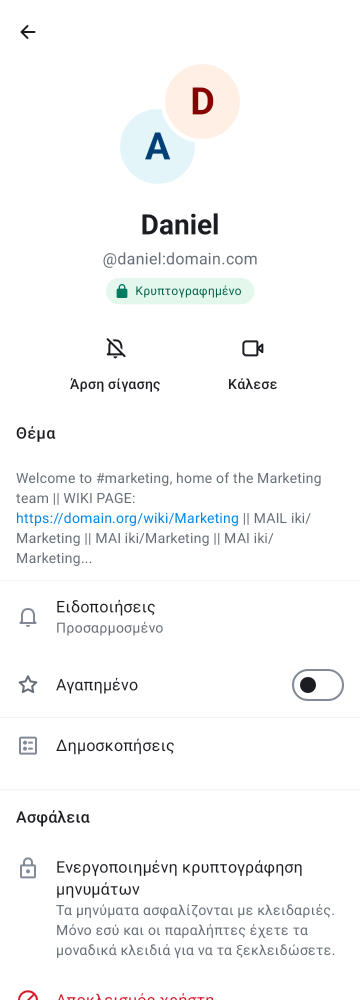 D
A
Daniel
@daniel:domain.com
Κρυπτογραφημένο
Άρση σίγασης
Κάλεσε
Θέμα
Welcome to #marketing, home of the Marketing
team || WIKI PAGE:
https://domain.org/wiki/Marketing || MAIL iki/
Marketing || MAI iki/Marketing || MAI iki/
Marketing...
Ειδοποιήσεις
Προσαρμοσμένο
Αγαπημένο
Δημοσκοπήσεις
Ασφάλεια
Ενεργοποιημένη κρυπτογράφηση
μηνυμάτων
Τα μηνύματα ασφαλίζονται με κλειδαριές.
Μόνο εσύ και οι παραλήπτες έχετε τα
μοναδικά κλειδιά για να τα ξεκλειδώσετε.
Αποκλεισμός χρήστη